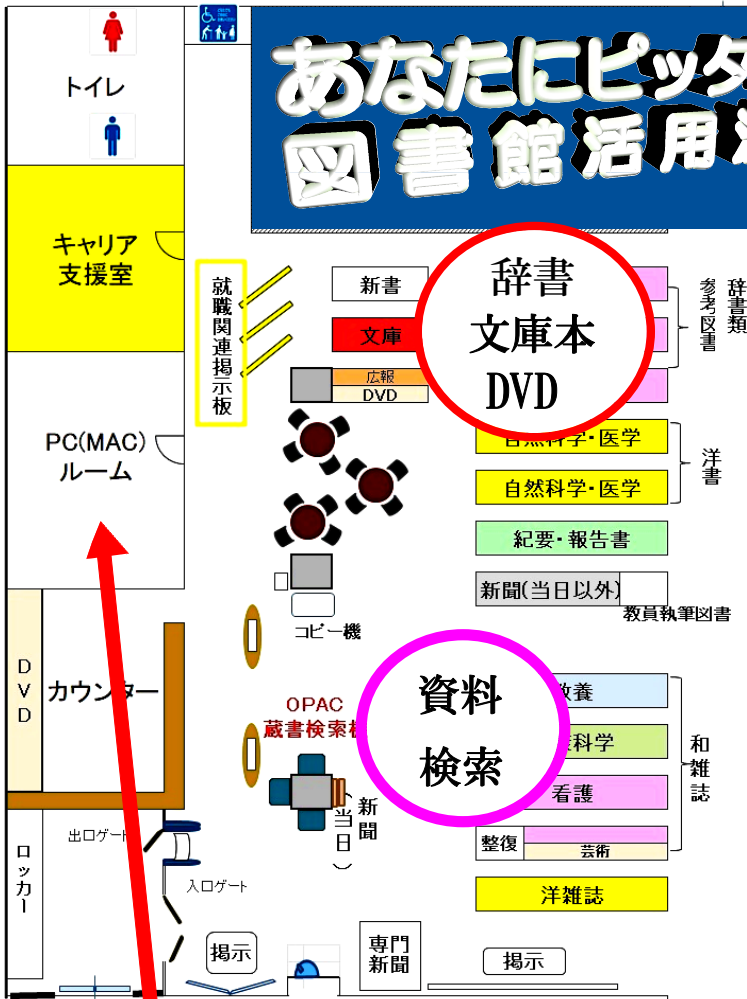 あなたにピッタ
図書館活用
トイレ
キャリア
支援室
就職関連掲示板
新書
文庫
広報
DVD
辞書
文庫本
DVD
辞書類
参考図書
自然科学・医学
自然科学・医学
洋書
紀要・報告書
新聞(当日以外)
教員執筆図書
PC(MAC)
ルーム
コピー機
DVD
カウンター
OPAC
蔵書検索
資料
検索
教養
科学
看護
整復
芸術
和雑誌
洋雑誌
新聞
(当日)
出口ゲート
入口ゲート
ロッカー
掲示
専門
新聞
掲示